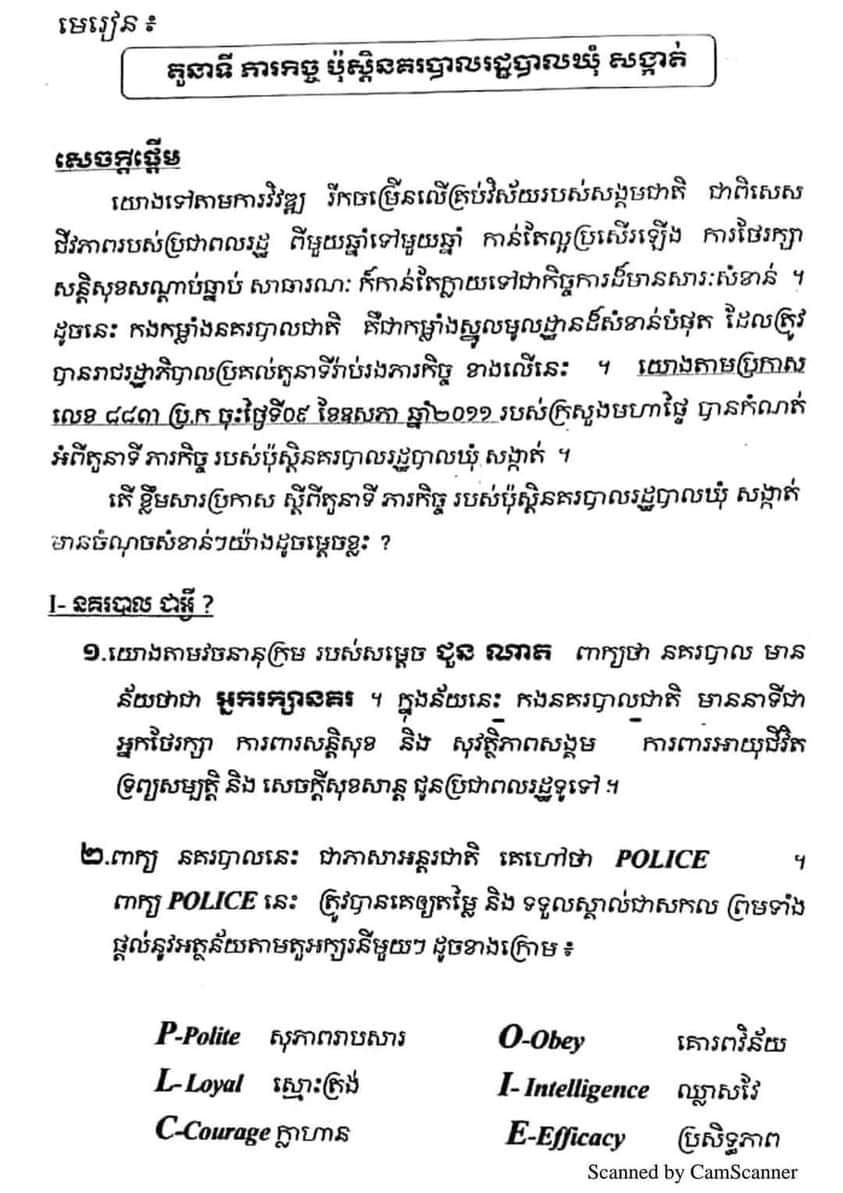 មេរៀន ៖
តួនាទី ភារកិច្ច ប៉ុស្តិ៍នគរបាលរដ្ឋបាលឃុំ សង្កាត់
សេចក្តីផ្តើម
យោងទៅតាមការវិវឌ្ឍ រីកចម្រើនលើគ្រប់វិស័យរបស់សង្គមជាតិ ជាពិសេស
ជីវភាពរបស់ប្រជាពលរដ្ឋ ពីមួយឆ្នាំទៅមួយឆ្នាំ កាន់តែល្អប្រសើរឡើង ការថែរក្សា
សន្តិសុខសណ្តាប់ធ្នាប់ សាធារណៈ ក៏កាន់តែក្លាយទៅជាកិច្ចការដ៏មានសារៈសំខាន់ ។
ដូចនេះ កងកម្លាំងនគរបាលជាតិ គឺជាកម្លាំងស្នូលមូលដ្ឋានដ៏សំខាន់បំផុត ដែលត្រូវ
បានរាជរដ្ឋាភិបាលប្រគល់តួនាទីរ៉ាប់រងភារកិច្ច ខាងលើនេះ ។ យោងតាមប្រកាស
លេខ ៨៨៣ ប្រ.ក ចុះថ្ងៃទី០៩ ខែឧសភា ឆ្នាំ២០១១ របស់ក្រសួងមហាផ្ទៃ បានកំណត់
អំពីតួនាទី ភារកិច្ច របស់ប៉ុស្តិ៍នគរបាលរដ្ឋបាលឃុំ សង្កាត់ ។
តើ ខ្លឹមសារប្រកាស ស្តីពីតួនាទី ភារកិច្ច របស់ប៉ុស្តិ៍នគរបាលរដ្ឋបាលឃុំ សង្កាត់
មានចំណុចសំខាន់ៗយ៉ាងដូចម្តេចខ្លះ ?
I- នគរបាល ជាអ្វី ?
១.យោងតាមវចនានុក្រម របស់សម្តេច ជួន ណាត ពាក្យថា នគរបាល មាន
ន័យថាជា អ្នករក្សានគរ ។ ក្នុងន័យនេះ កងនគរបាលជាតិ មាននាទីជា
អ្នកថែរក្សា ការពារសន្តិសុខ និង សុវត្ថិភាពសង្គម ការពារអាយុជីវិត
ទ្រព្យសម្បត្តិ និង សេចក្តីសុខសាន្ត ជូនប្រជាពលរដ្ឋទូទៅ ។
២.ពាក្យ នគរបាលនេះ ជាភាសាអន្តរជាតិ គេហៅថា POLICE ។
ពាក្យ POLICE នេះ ត្រូវបានគេឲ្យតម្លៃ និង ទទួលស្គាល់ជាសកល ព្រមទាំង
ផ្តល់នូវអត្ថន័យតាមតួអក្សរនីមួយៗ ដូចខាងក្រោម ៖
P-Polite សុភាពរាបសារ O-Obey គោរពវិន័យ
L-Loyal ស្មោះត្រង់ I-Intelligence ឈ្លាសវៃ
C-Courage ក្លាហាន E-Efficacy ប្រសិទ្ធភាព
Scanned by CamScanner